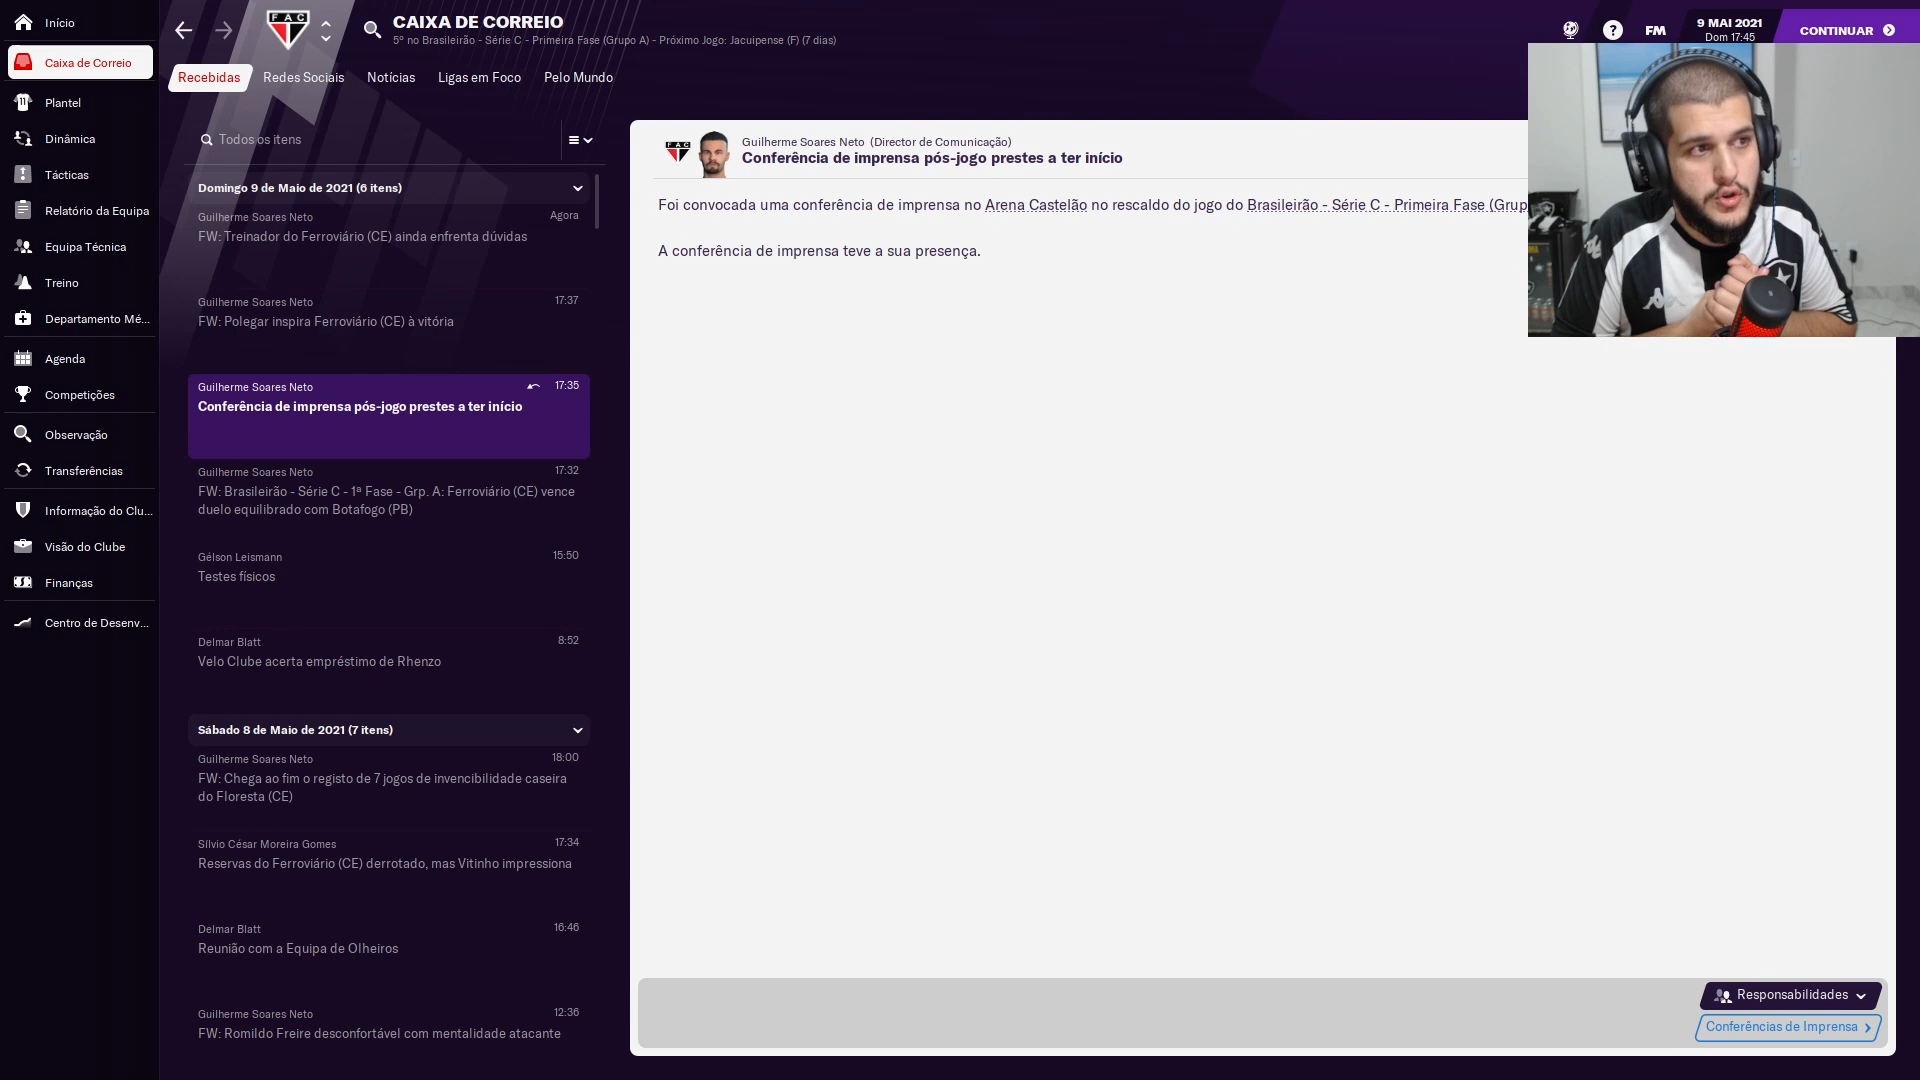 Início
Caixa de Correio
Plantel
Dinâmica
Tácticas
Relatório da Equipa
Equipa Técnica
Treino
Departamento Mé...
Agenda
Competições
Observação
Transferências
Informação do Clu...
Visão do Clube
Finanças
Centro de Desenv...
FAC
CAIXA DE CORREIO
5º no Brasileirão - Série C - Primeira Fase (Grupo A) - Próximo Jogo: Jacuipense (F) (7 dias)
FM
9 MAI 2021
Dom 17:45
CONTINUAR
Recebidas
Redes Sociais
Notícias
Ligas em Foco
Pelo Mundo
Todos os itens
Domingo 9 de Maio de 2021 (6 itens)
Guilherme Soares Neto
Agora
FW: Treinador do Ferroviário (CE) ainda enfrenta dúvidas
Guilherme Soares Neto
17:37
FW: Polegar inspira Ferroviário (CE) à vitória
Guilherme Soares Neto
17:35
Conferência de imprensa pós-jogo prestes a ter início
Guilherme Soares Neto
17:32
FW: Brasileirão - Série C - 1ª Fase - Grp. A: Ferroviário (CE) vence
duelo equilibrado com Botafogo (PB)
Gélson Leismann
15:50
Testes físicos
Delmar Blatt
8:52
Velo Clube acerta empréstimo de Rhenzo
Sábado 8 de Maio de 2021 (7 itens)
Guilherme Soares Neto
18:00
FW: Chega ao fim o registo de 7 jogos de invencibilidade caseira
do Floresta (CE)
Sílvio César Moreira Gomes
17:34
Reservas do Ferroviário (CE) derrotado, mas Vitinho impressiona
Delmar Blatt
16:46
Reunião com a Equipa de Olheiros
Guilherme Soares Neto
12:36
FW: Romildo Freire desconfortável com mentalidade atacante
FAC
Guilherme Soares Neto (Director de Comunicação)
Conferência de imprensa pós-jogo prestes a ter início
Foi convocada uma conferência de imprensa no Arena Castelão no rescaldo do jogo do Brasileirão - Série C - Primeira Fase (Grup
A conferência de imprensa teve a sua presença.
Responsabilidades
Conferências de Imprensa